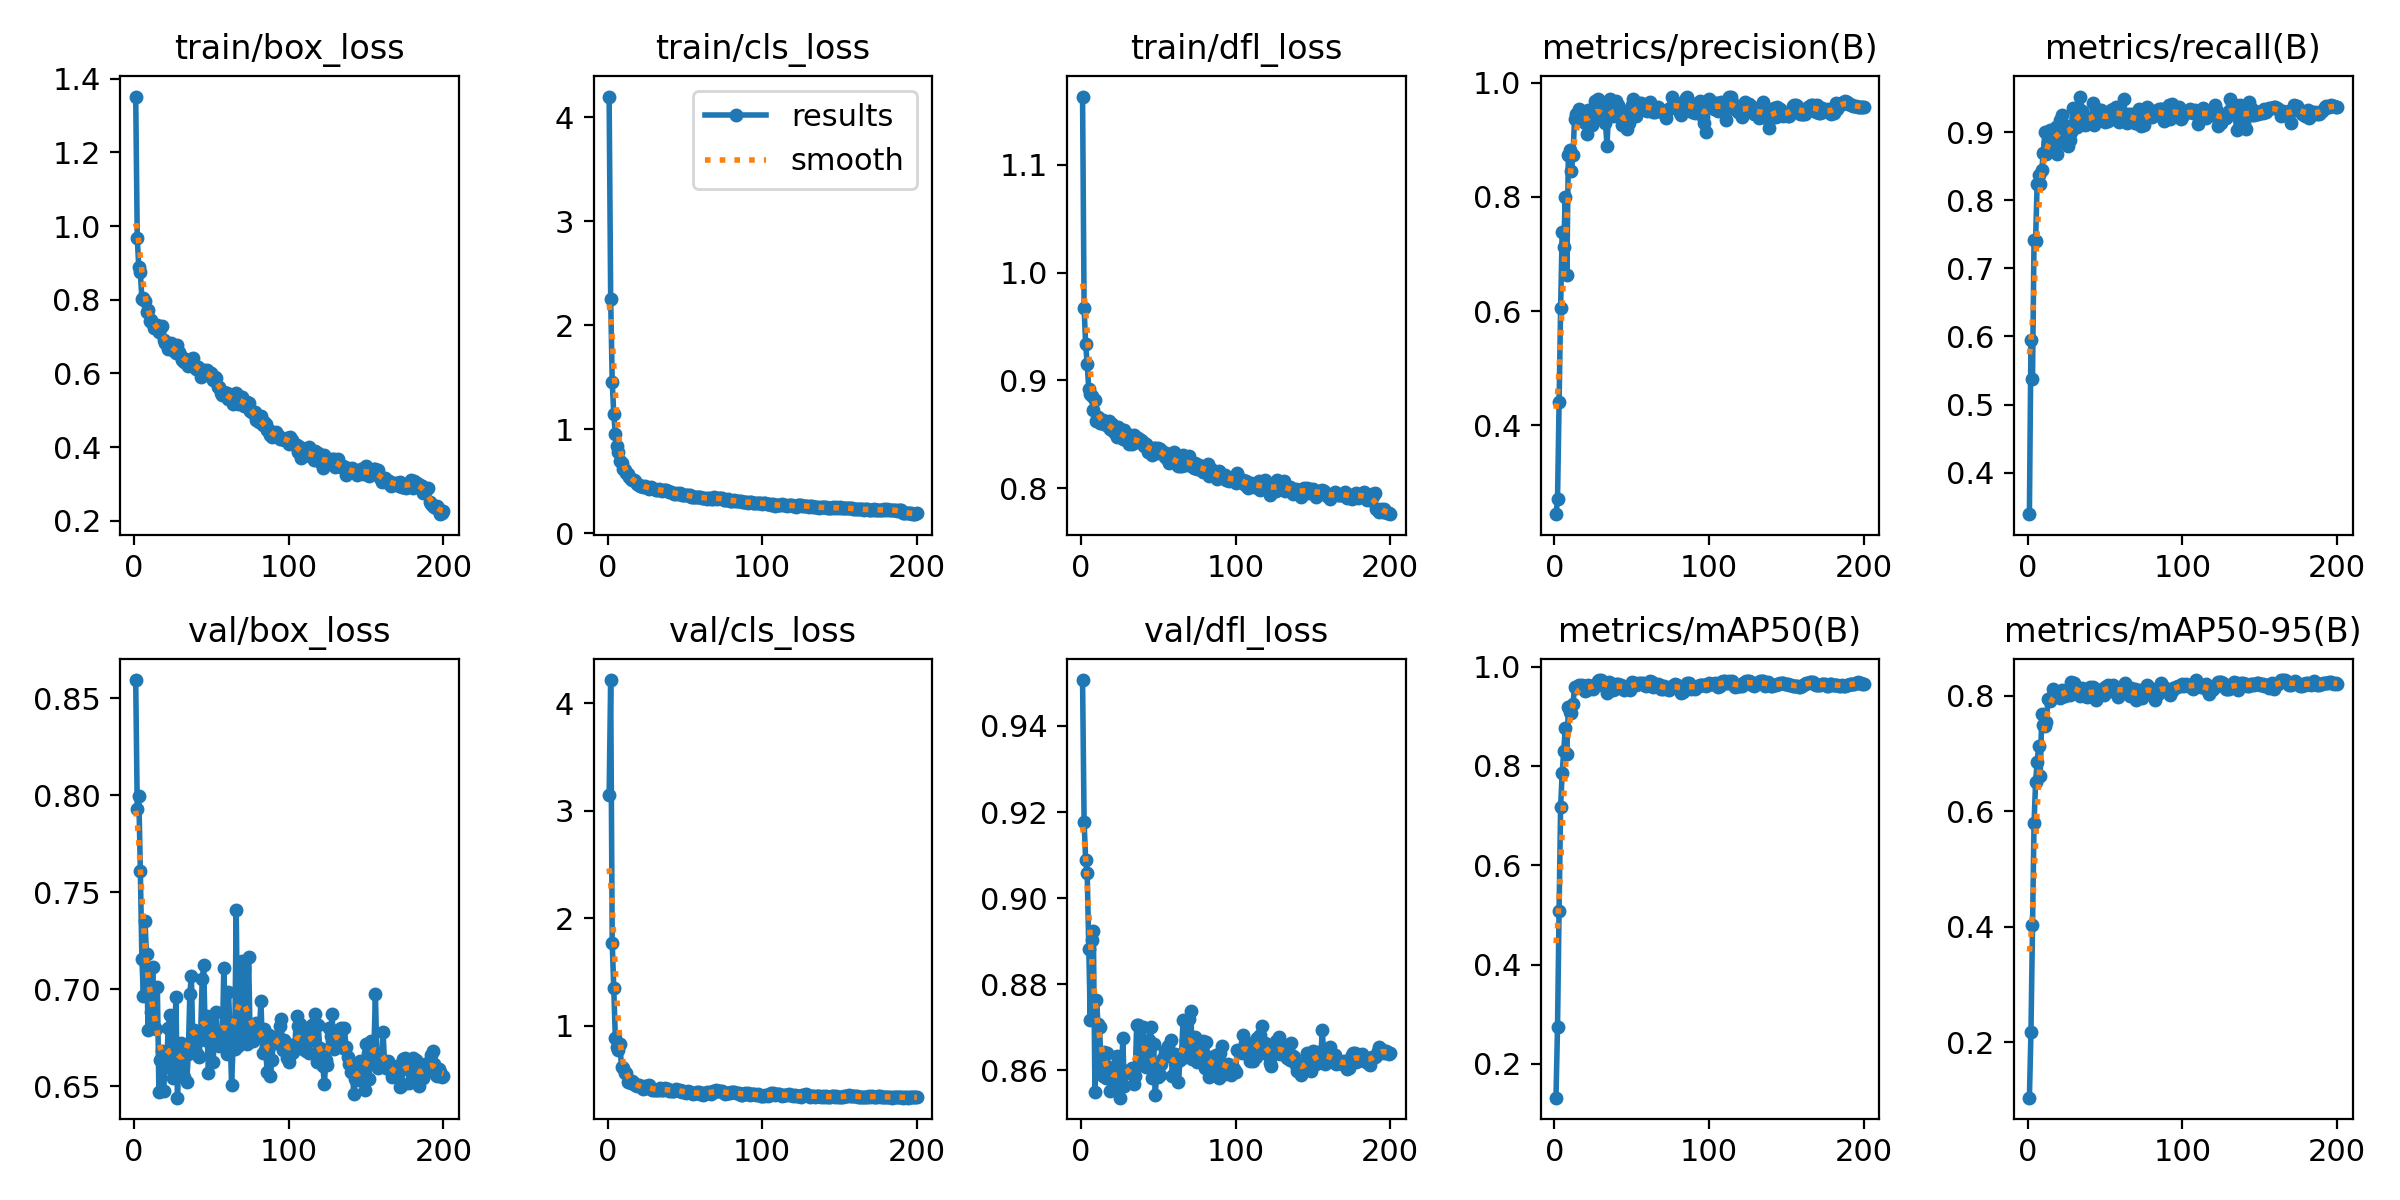 train/box_loss
1.4
1.2
1.0
0.8
0.6
0.4
0.2
0 100 200
train/cls_loss
results
smooth
4
3
2
1
0
0 100 200
train/dfl_loss
1.1
1.0
0.9
0.8
0 100 200
metrics/precision(B)
1.0
0.8
0.6
0.4
0 100 200
metrics/recall(B)
0.9
0.8
0.7
0.6
0.5
0.4
0 100 200
val/box_loss
0.85
0.80
0.75
0.70
0.65
0 100 200
val/cls_loss
4
3
2
1
0 100 200
val/dfl_loss
0.94
0.92
0.90
0.88
0.86
0 100 200
metrics/mAP50(B)
1.0
0.8
0.6
0.4
0.2
0 100 200
metrics/mAP50-95(B)
0.8
0.6
0.4
0.2
0 100 200